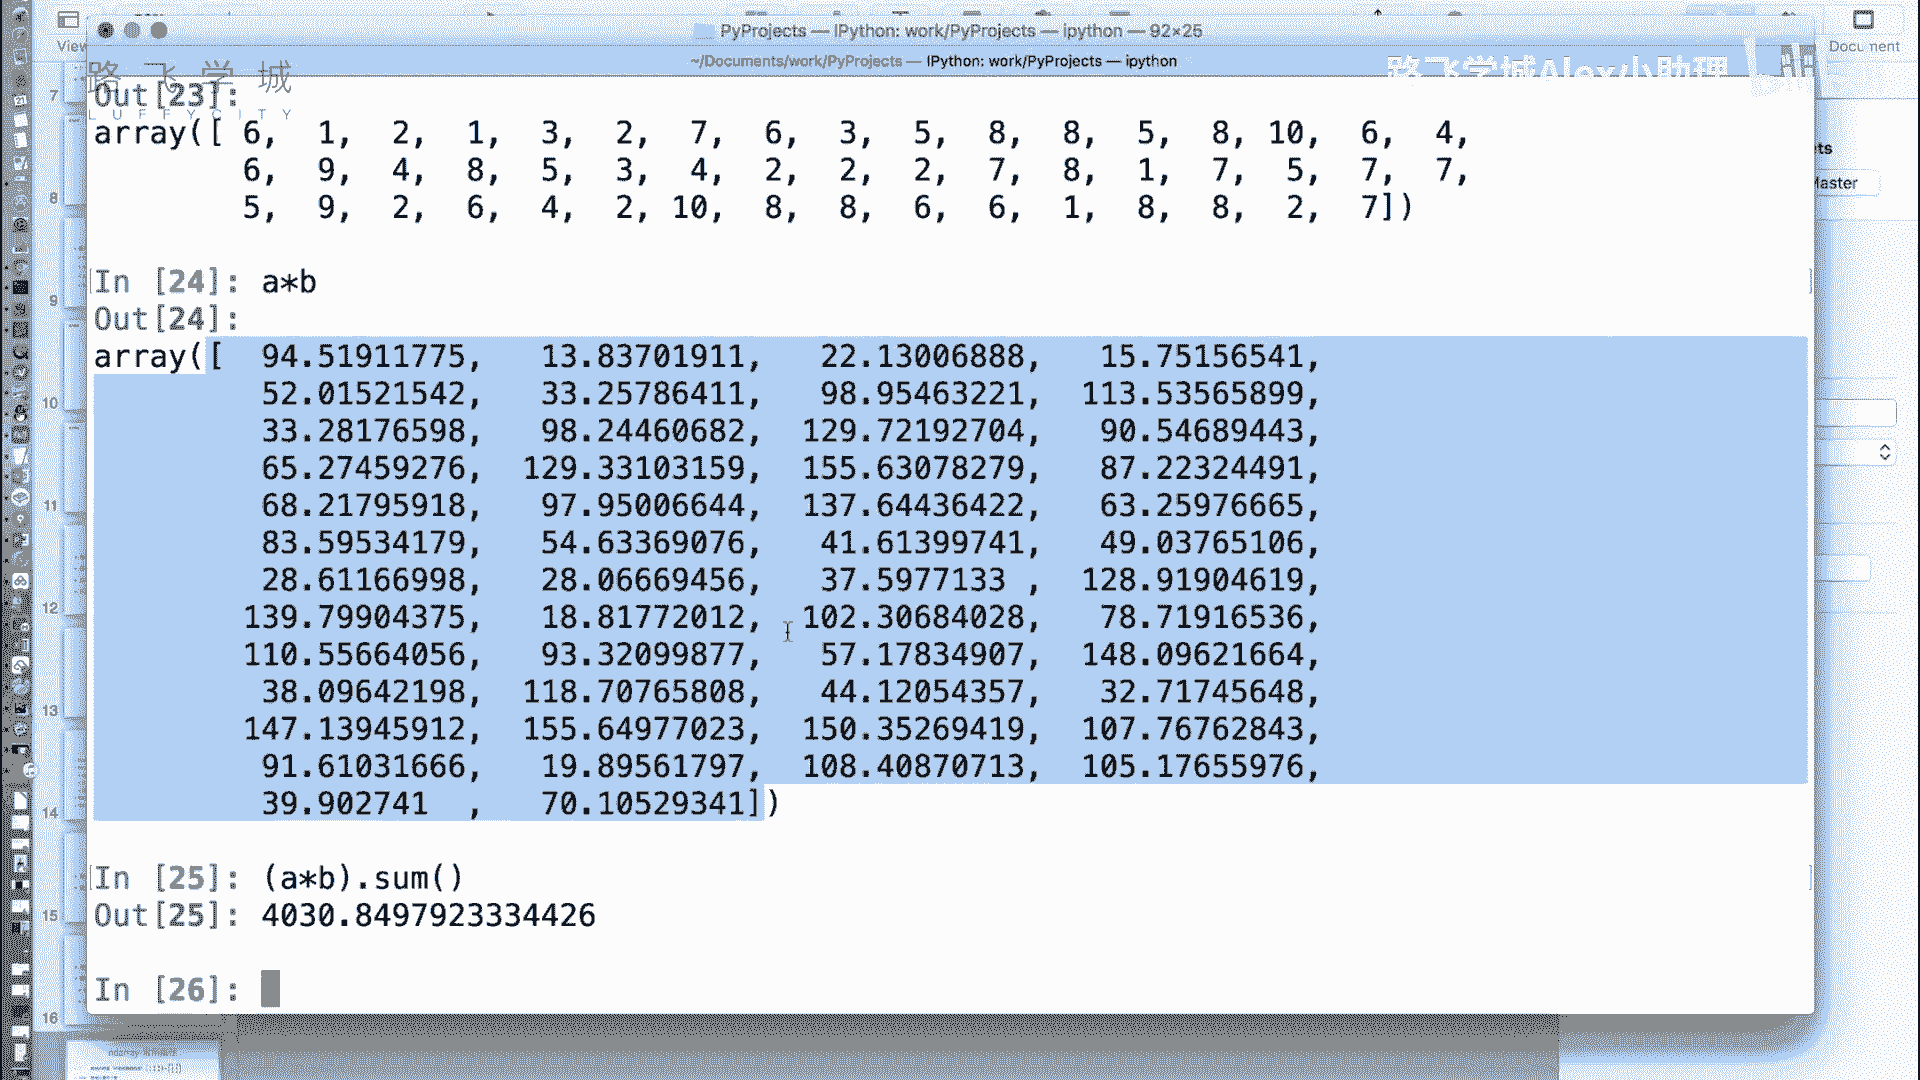 PyProjects — IPython: work/PyProjects — ipython — 92×25
View
Document
~/Documents/work/PyProjects — IPython: work/PyProjects — ipython
路飞学城
LUFFYCITY
路飞学城Alex小助理
Out[23]:
array([ 6, 1, 2, 1, 3, 2, 7, 6, 3, 5, 8, 8, 5, 8, 10, 6, 4,
6, 9, 4, 8, 5, 3, 4, 2, 2, 2, 7, 8, 1, 7, 5, 7, 7,
5, 9, 2, 6, 4, 2, 10, 8, 8, 6, 6, 1, 8, 8, 2, 7])
Master
In [24]: a*b
Out[24]:
array([ 94.51911775, 13.83701911, 22.13006888, 15.75156541,
52.01521542, 33.25786411, 98.95463221, 113.53565899,
33.28176598, 98.24460682, 129.72192704, 90.54689443,
65.27459276, 129.33103159, 155.63078279, 87.22324491,
68.21795918, 97.95006644, 137.64436422, 63.25976665,
83.59534179, 54.63369076, 41.61399741, 49.03765106,
28.61166998, 28.06669456, 37.5977133 , 128.91904619,
139.79904375, 18.81772012, 102.30684028, 78.71916536,
110.55664056, 93.32099877, 57.17834907, 148.09621664,
38.09642198, 118.70765808, 44.12054357, 32.71745648,
147.13945912, 155.64977023, 150.35269419, 107.76762843,
91.61031666, 19.89561797, 108.40870713, 105.17655976,
39.902741 , 70.10529341])
In [25]: (a*b).sum()
Out[25]: 4030.8497923334426
In [26]:
7
8
9
10
11
12
13
14
15
16